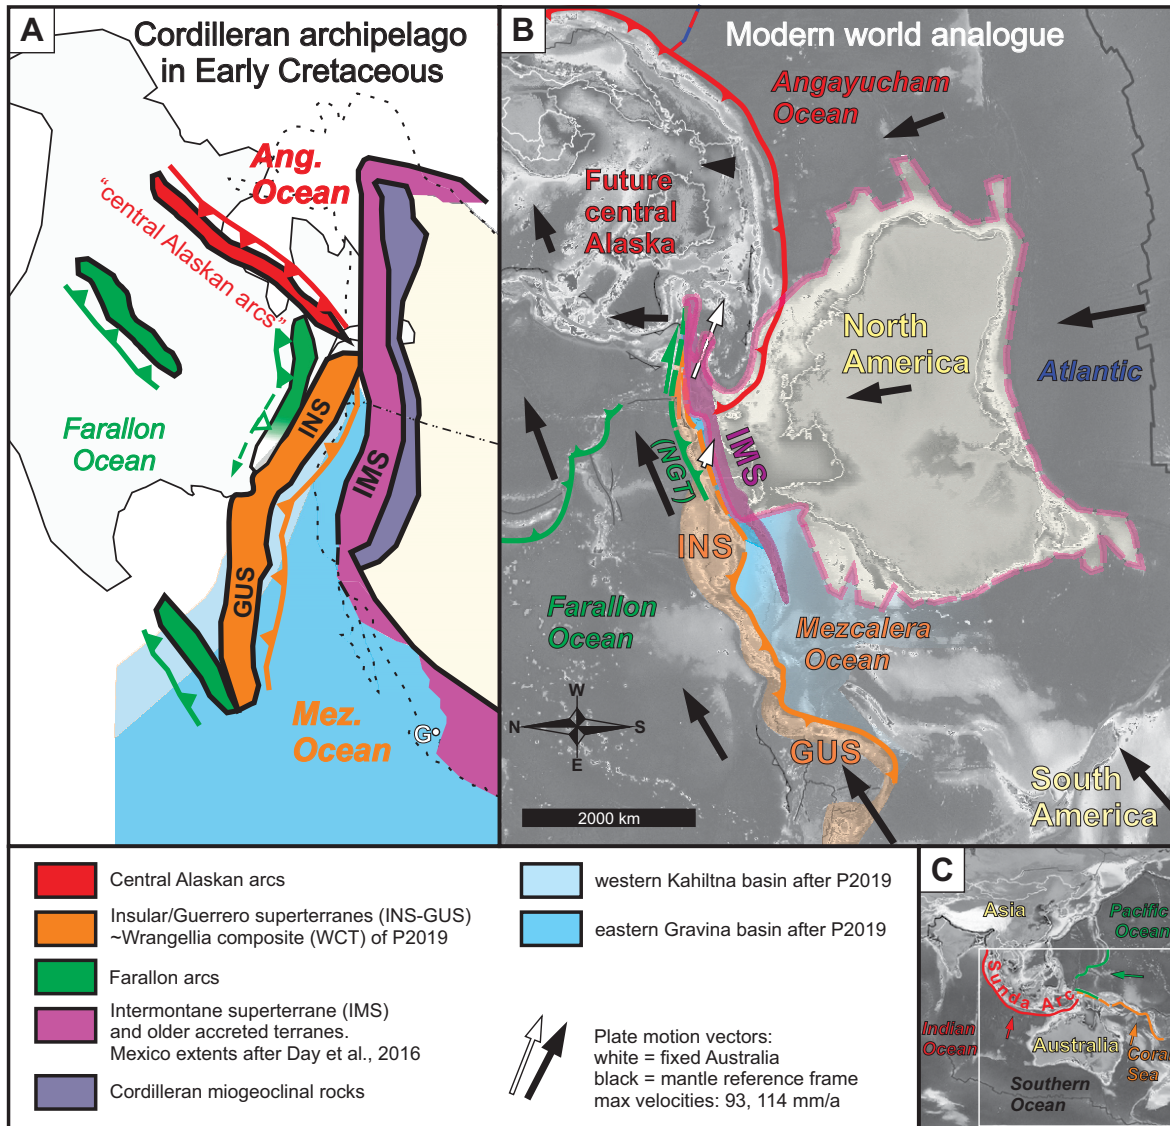 A
Cordilleran archipelago
in Early Cretaceous
Ang.
Ocean
"central Alaskan arcs"
Farallon
Ocean
INS
IMS
GUS
Mez.
Ocean
G
B
Modern world analogue
Angayucham
Ocean
Future
central
Alaska
North
America
Atlantic
IMS
(NGT)
INS
Farallon
Ocean
Mezcalera
Ocean
W
N
S
E
GUS
South
America
2000 km
Central Alaskan arcs
Insular/Guerrero superterranes (INS-GUS)
~Wrangellia composite (WCT) of P2019
Farallon arcs
Intermontane superterrane (IMS)
and older accreted terranes.
Mexico extents after Day et al., 2016
Cordilleran miogeoclinal rocks
western Kahiltna basin after P2019
eastern Gravina basin after P2019
Plate motion vectors:
white = fixed Australia
black = mantle reference frame
max velocities: 93, 114 mm/a
C
Asia
Pacific
Ocean
Sunda Arc
Indian
Ocean
Australia
Coral
Sea
Southern
Ocean